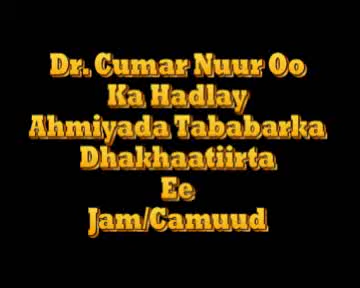 Dr. Cumar Nuur Oo
Ka Hadlay
Ahmiyada Tababarka
Dhakhaatiirta
Ee
Jam/Camuud